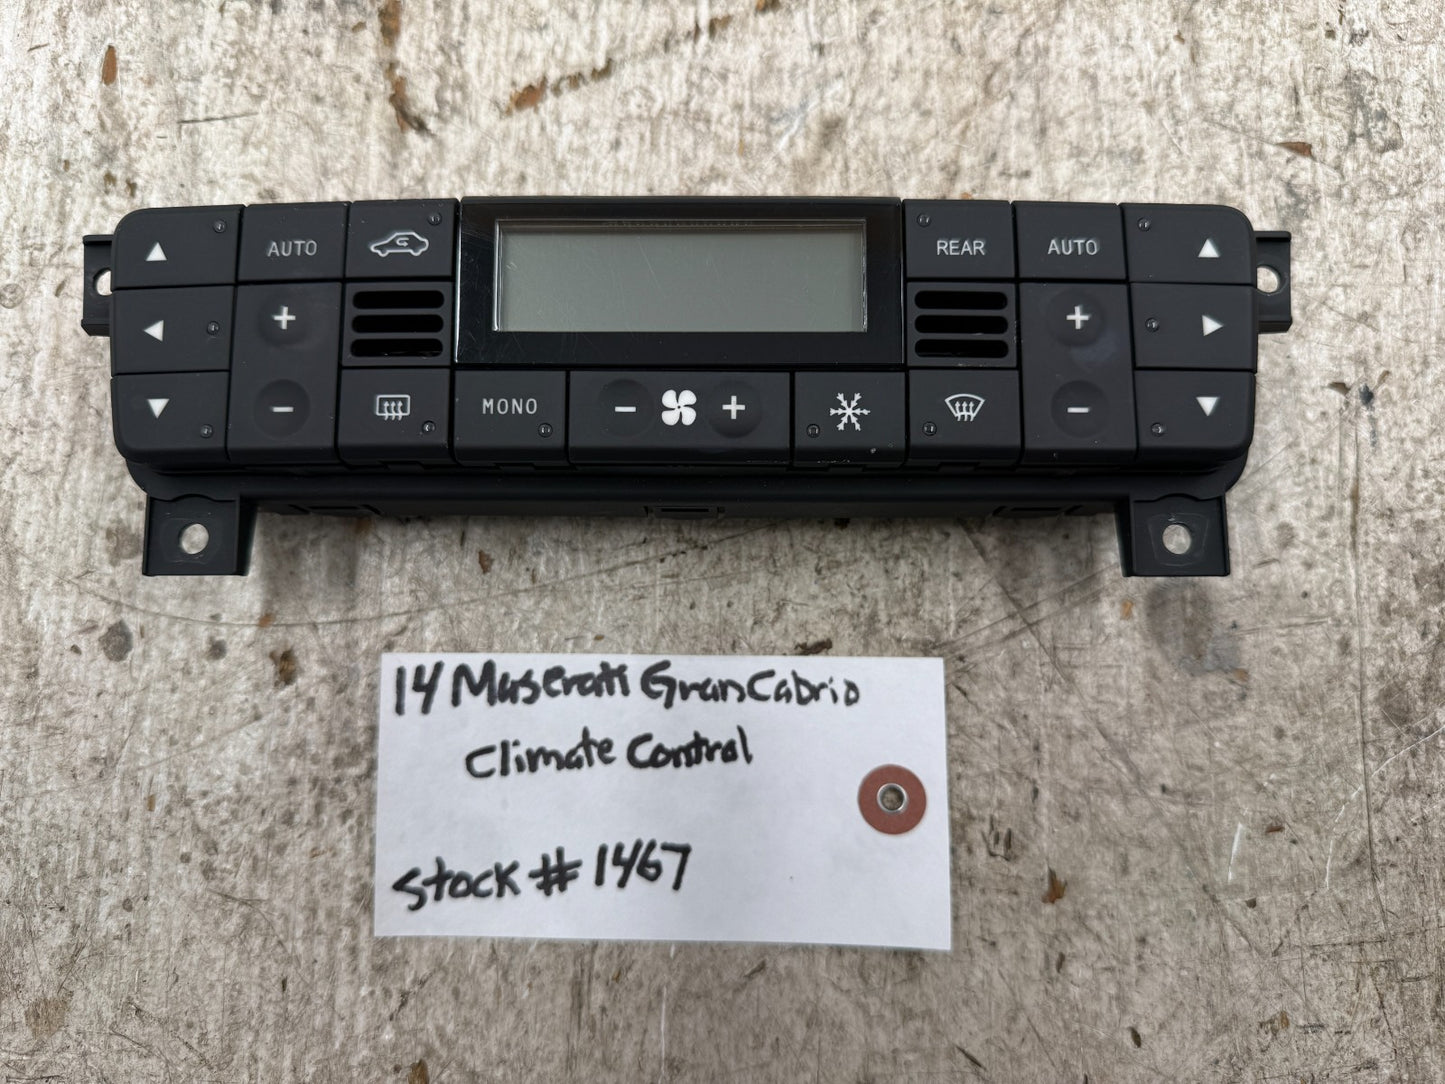 AUTO
REAR
AUTO
MONO
14 Maserati GranCabrio
Climate Control
Stock # 1467